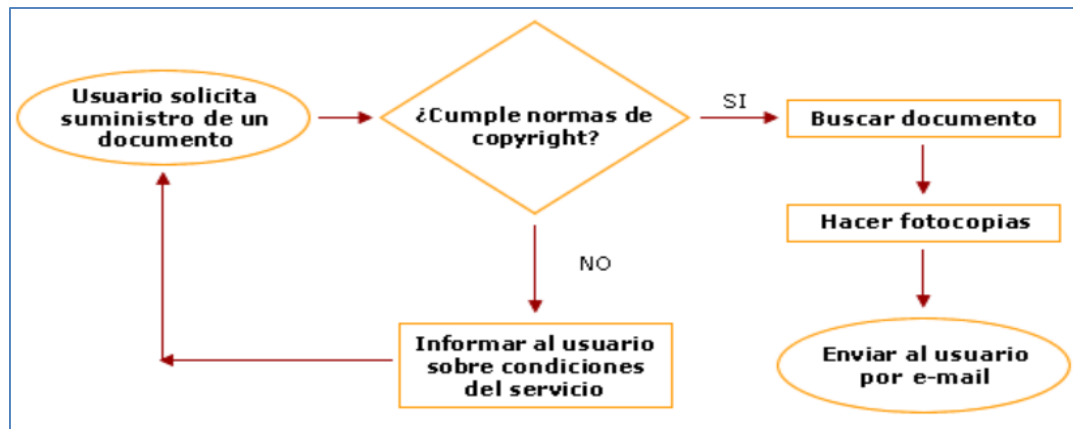 Usuario solicita
suministro de un
documento
¿Cumple normas de
copyright?
SI
Buscar documento
Hacer fotocopias
NO
Informar al usuario
sobre condiciones
del servicio
Enviar al usuario
por e-mail